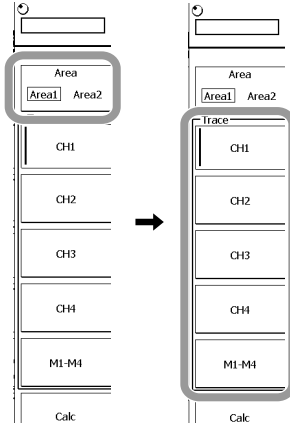 Area
Area1 Area2
CH1
CH2
CH3
CH4
M1-M4
Calc
Area
Area1 Area2
Trace
CH1
CH2
CH3
CH4
M1-M4
Calc